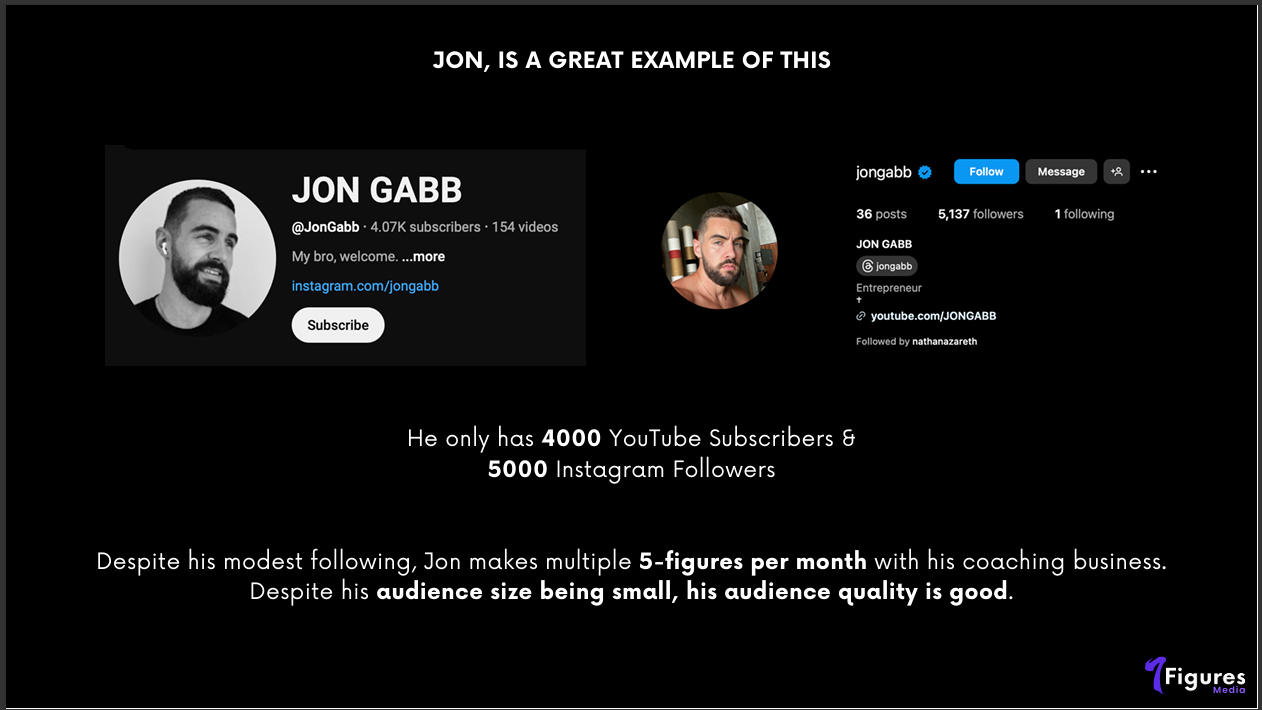 JON, IS A GREAT EXAMPLE OF THIS
JON GABB
@JonGabb · 4.07K subscribers · 154 videos
My bro, welcome. ...more
instagram.com/jongabb
Subscribe
jongabb Follow Message
36 posts 5,137 followers 1 following
JON GABB
jongabb
Entrepreneur
✝
youtube.com/JONGABB
Followed by nathanazareth
He only has 4000 YouTube Subscribers &
5000 Instagram Followers
Despite his modest following, Jon makes multiple 5-figures per month with his coaching business.
Despite his audience size being small, his audience quality is good.
7Figures
Media